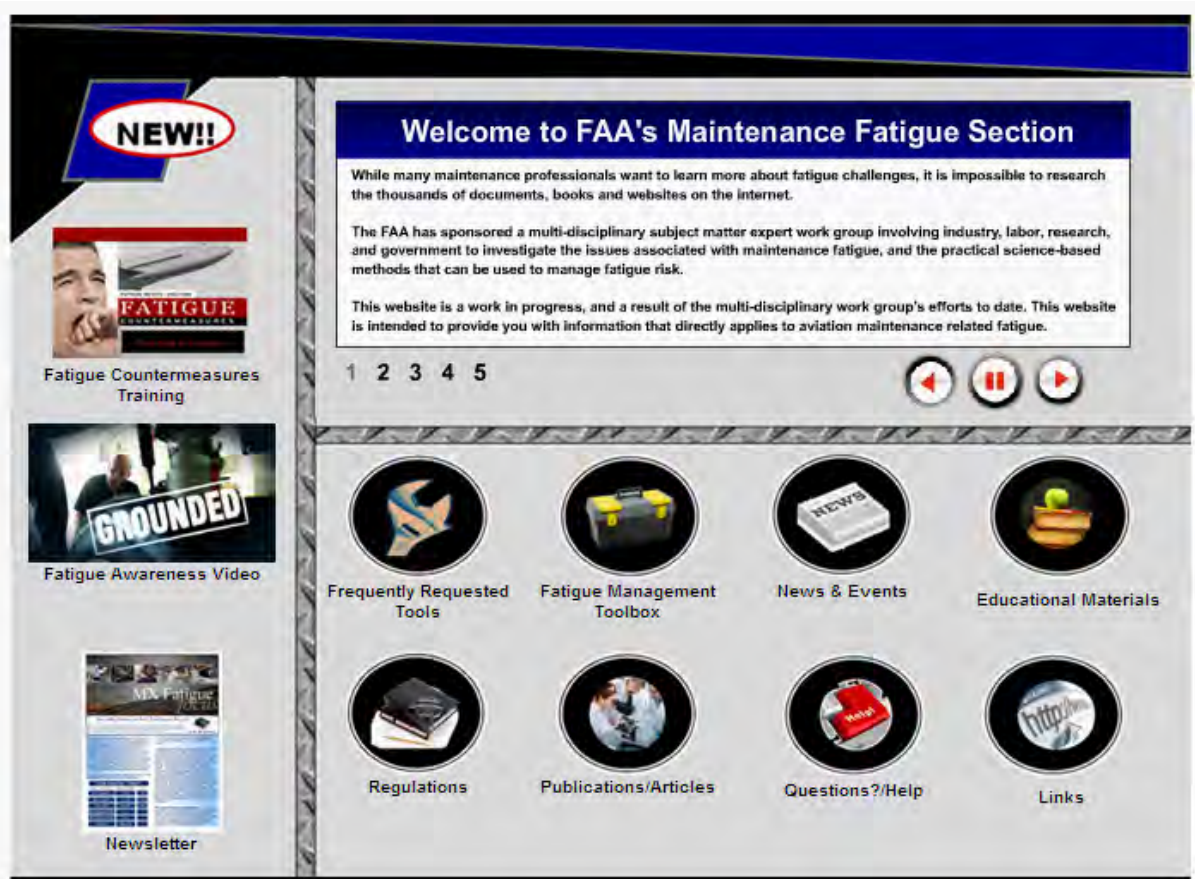 NEW!!
FATIGUE
COUNTERMEASURES
Fatigue Countermeasures
Training
GROUNDED
Fatigue Awareness Video
MX Fatigue
focus
Newsletter
Welcome to FAA's Maintenance Fatigue Section
While many maintenance professionals want to learn more about fatigue challenges, it is impossible to research
the thousands of documents, books and websites on the internet.
The FAA has sponsored a multi-disciplinary subject matter expert work group involving industry, labor, research,
and government to investigate the issues associated with maintenance fatigue, and the practical science-based
methods that can be used to manage fatigue risk.
This website is a work in progress, and a result of the multi-disciplinary work group's efforts to date. This website
is intended to provide you with information that directly applies to aviation maintenance related fatigue.
1 2 3 4 5
Frequently Requested
Tools
Fatigue Management
Toolbox
NEWS
News & Events
Educational Materials
Regulations
Publications/Articles
Help!
Questions?/Help
http://
Links